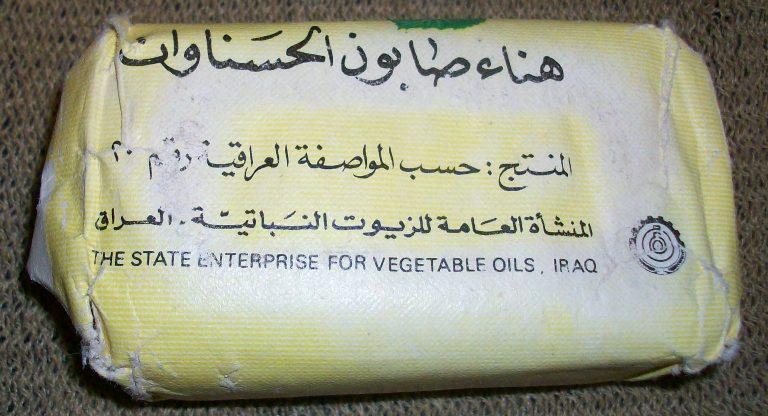 هناء صابون الحسناوات
المنتج : حسب المواصفة العراقية رقم ٢٠
المنشأة العامة للزيوت النباتية - العراق
THE STATE ENTERPRISE FOR VEGETABLE OILS, IRAQ